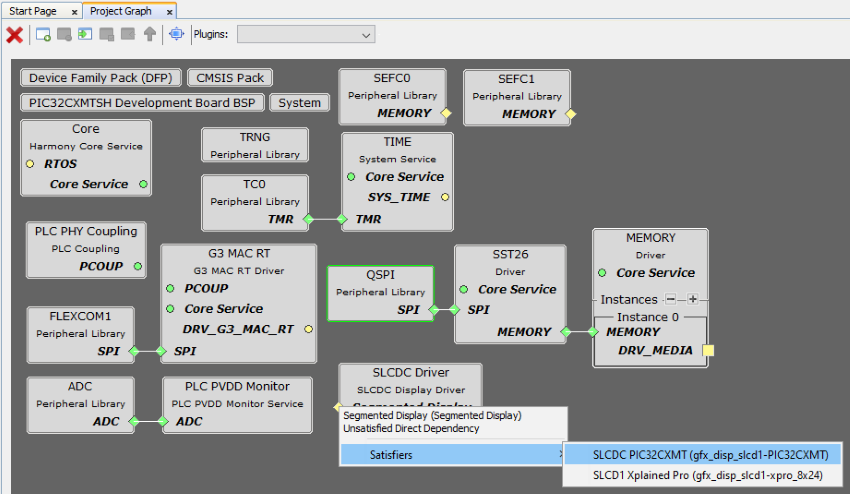 Start Page
Project Graph
Plugins:
Device Family Pack (DFP)
CMSIS Pack
PIC32CXMTSH Development Board BSP
System
SEFC0
Peripheral Library
MEMORY
SEFC1
Peripheral Library
MEMORY
Core
Harmony Core Service
RTOS
Core Service
TRNG
Peripheral Library
TIME
System Service
Core Service
SYS_TIME
TMR
TC0
Peripheral Library
TMR
PLC PHY Coupling
PLC Coupling
PCOUP
G3 MAC RT
G3 MAC RT Driver
PCOUP
Core Service
DRV_G3_MAC_RT
SPI
FLEXCOM1
Peripheral Library
SPI
QSPI
Peripheral Library
SPI
SST26
Driver
Core Service
SPI
MEMORY
MEMORY
Driver
Core Service
Instances
Instance 0
MEMORY
DRV_MEDIA
ADC
Peripheral Library
ADC
PLC PVDD Monitor
PLC PVDD Monitor Service
ADC
SLCDC Driver
SLCDC Display Driver
Segmented Display
Segmented Display (Segmented Display)
Unsatisfied Direct Dependency
Satisfiers
SLCDC PIC32CXMT (gfx_disp_slcd1-PIC32CXMT)
SLCD1 Xplained Pro (gfx_disp_slcd1-xpro_8x24)